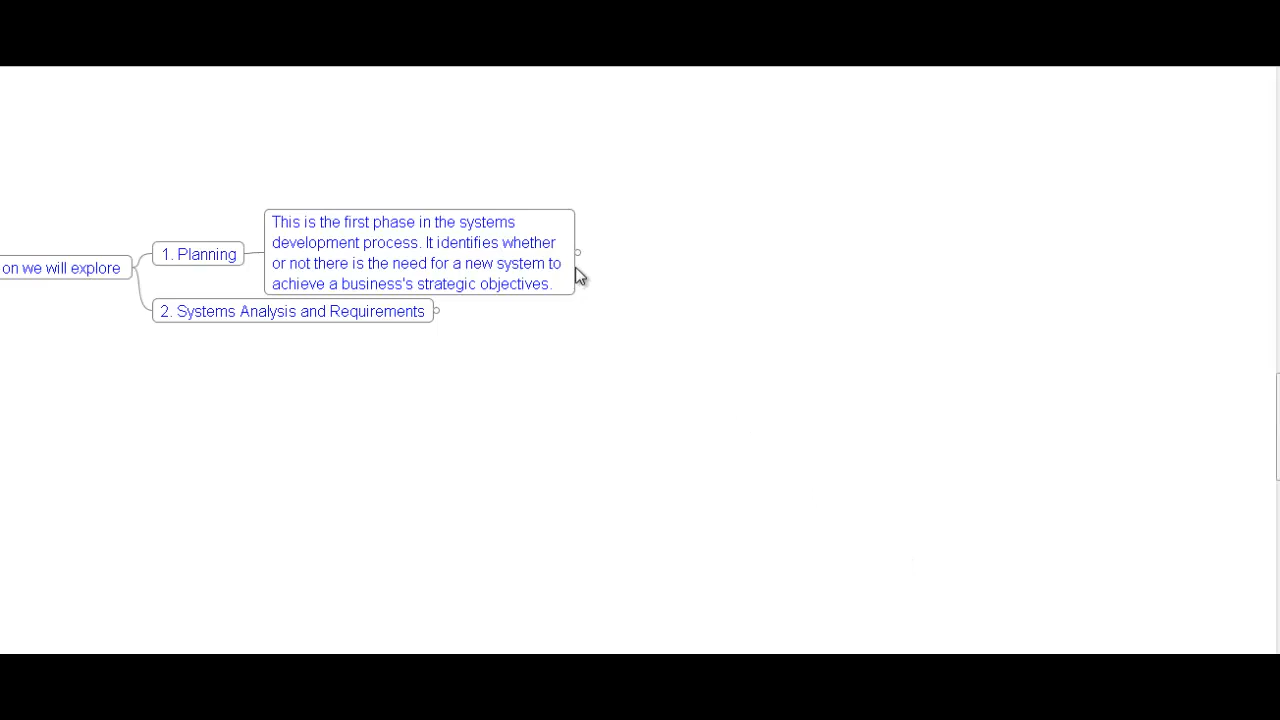 on we will explore
1. Planning
This is the first phase in the systems
development process. It identifies whether
or not there is the need for a new system to
achieve a business's strategic objectives.
2. Systems Analysis and Requirements